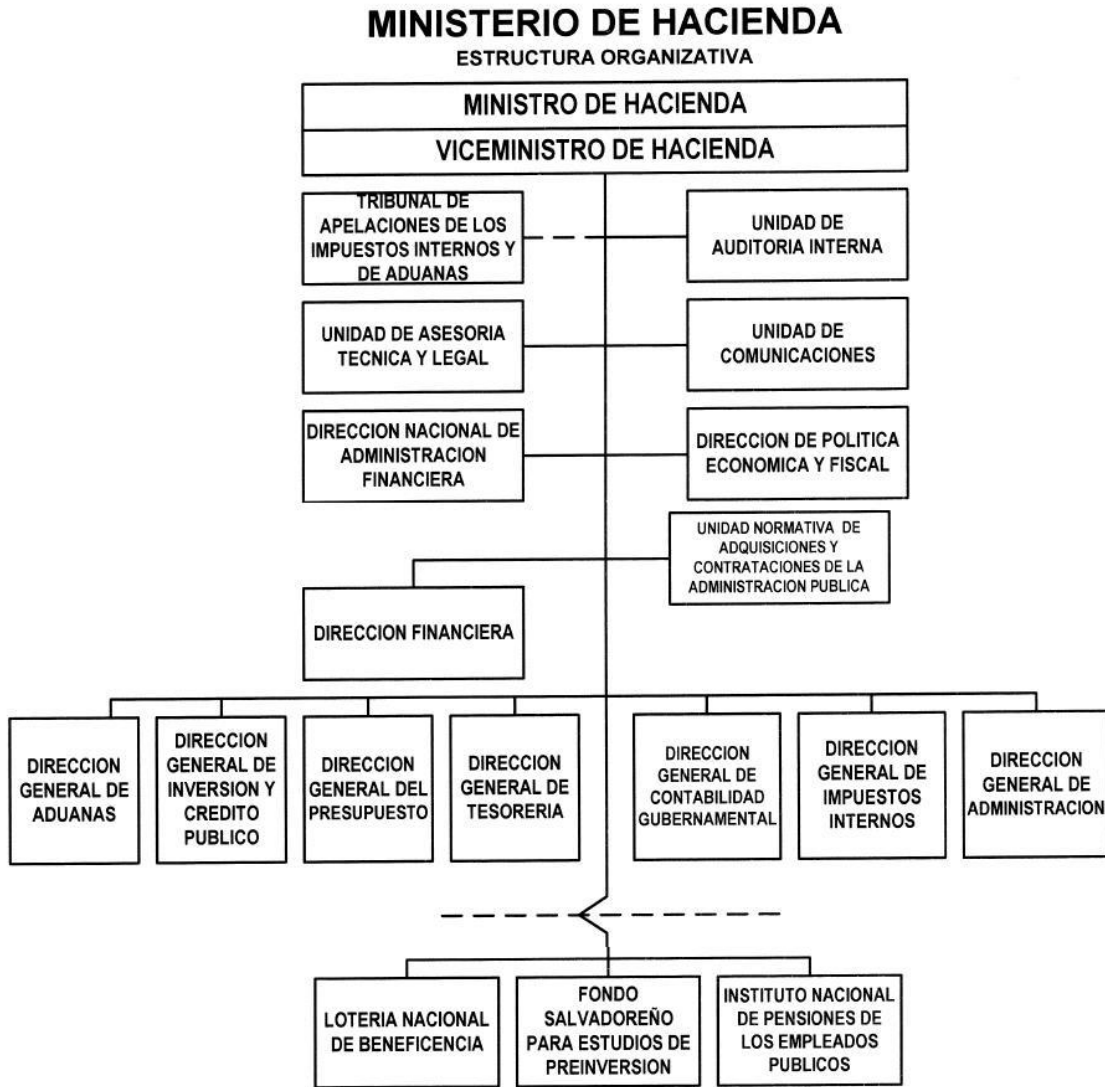 MINISTERIO DE HACIENDA
ESTRUCTURA ORGANIZATIVA
MINISTRO DE HACIENDA
VICEMINISTRO DE HACIENDA
TRIBUNAL DE
APELACIONES DE LOS
IMPUESTOS INTERNOS Y
DE ADUANAS
UNIDAD DE
AUDITORIA INTERNA
UNIDAD DE ASESORIA
TECNICA Y LEGAL
UNIDAD DE
COMUNICACIONES
DIRECCION NACIONAL DE
ADMINISTRACION
FINANCIERA
DIRECCION DE POLITICA
ECONOMICA Y FISCAL
UNIDAD NORMATIVA DE
ADQUISICIONES Y
CONTRATACIONES DE LA
ADMINISTRACION PUBLICA
DIRECCION FINANCIERA
DIRECCION
GENERAL DE
ADUANAS
DIRECCION
GENERAL DE
INVERSION Y
CREDITO
PUBLICO
DIRECCION
GENERAL DEL
PRESUPUESTO
DIRECCION
GENERAL DE
TESORERIA
DIRECCION
GENERAL DE
CONTABILIDAD
GUBERNAMENTAL
DIRECCION
GENERAL DE
IMPUESTOS
INTERNOS
DIRECCION
GENERAL DE
ADMINISTRACION
LOTERIA NACIONAL
DE BENEFICENCIA
FONDO
SALVADOREÑO
PARA ESTUDIOS DE
PREINVERSION
INSTITUTO NACIONAL
DE PENSIONES DE
LOS EMPLEADOS
PUBLICOS